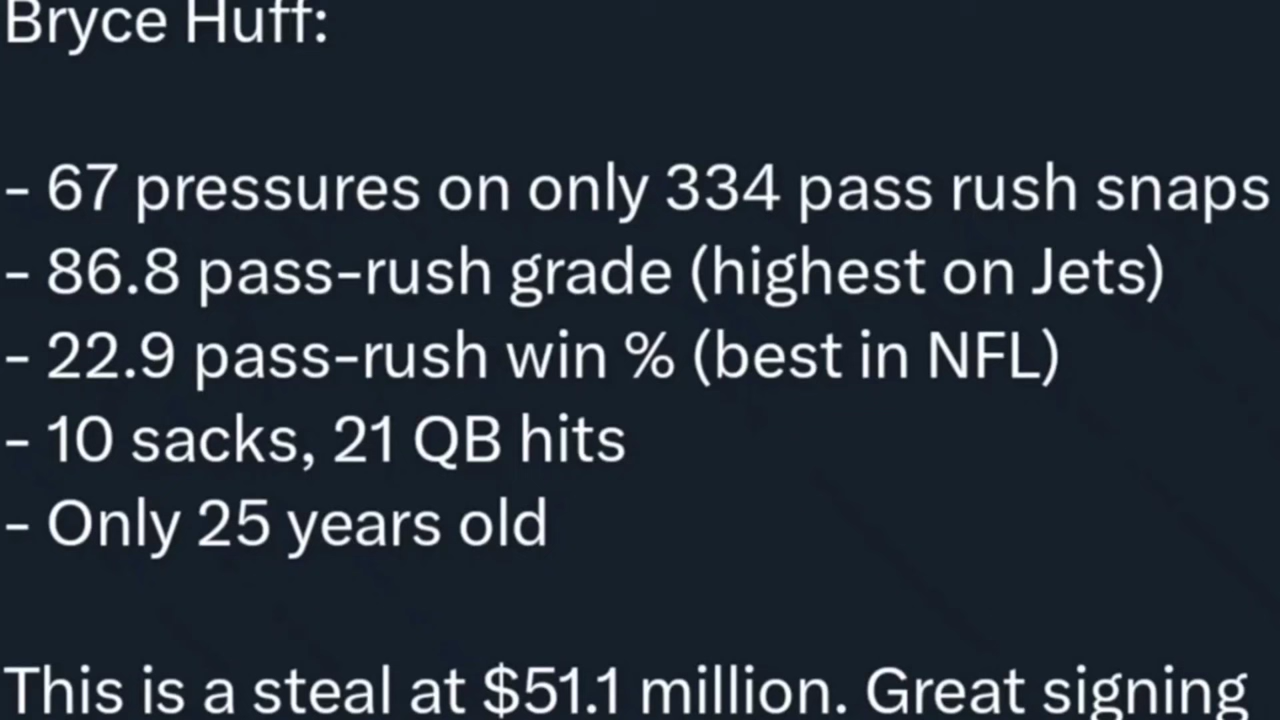 Bryce Huff:
- 67 pressures on only 334 pass rush snaps
- 86.8 pass-rush grade (highest on Jets)
- 22.9 pass-rush win % (best in NFL)
- 10 sacks, 21 QB hits
- Only 25 years old
This is a steal at $51.1 million. Great signing